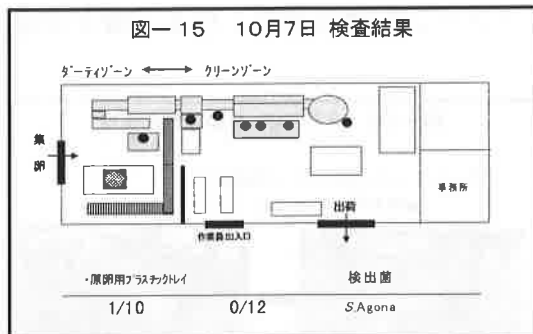 図ー15 10月7日 検査結果
ダーティゾーン ←→ クリーンゾーン
集卵
事務所
出荷
作業員出入口
・原卵用プラスチックトレイ 検出菌
1/10 0/12 S.Agona